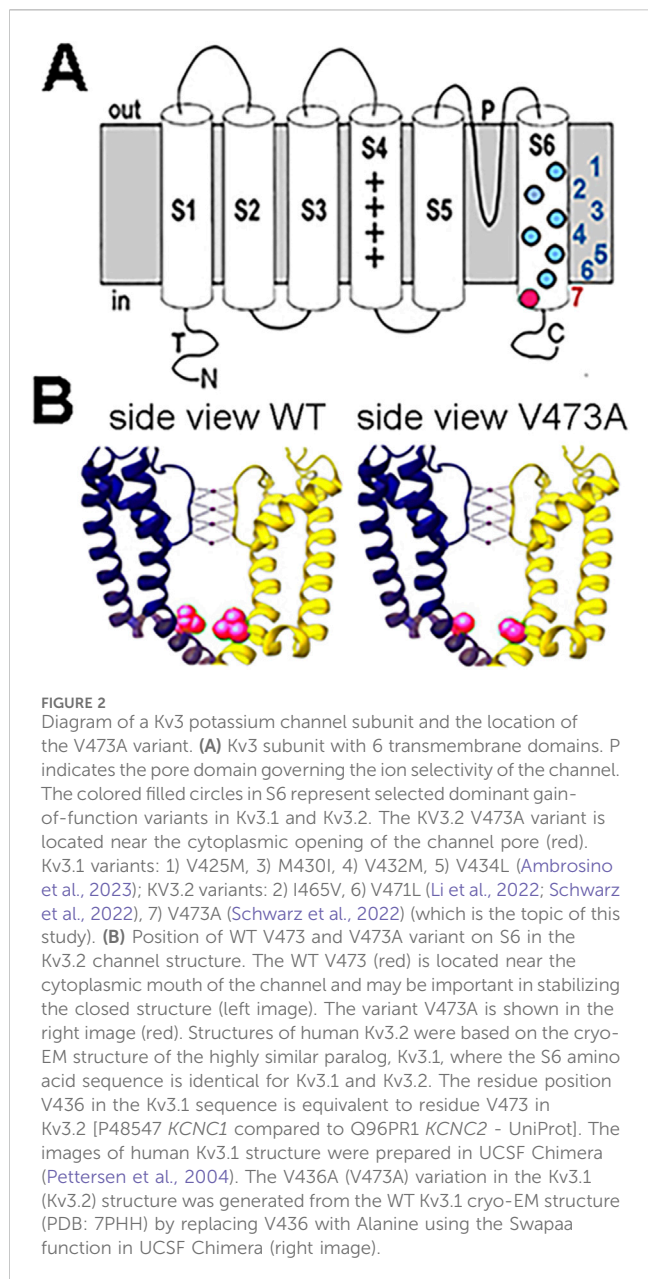 A
out
P
S1
S2
S3
S4
+
+
+
+
S5
S6
1
2
3
4
5
6
7
in
T
N
C
B side view WT side view V473A
FIGURE 2
Diagram of a Kv3 potassium channel subunit and the location of
the V473A variant. (A) Kv3 subunit with 6 transmembrane domains. P
indicates the pore domain governing the ion selectivity of the channel.
The colored filled circles in S6 represent selected dominant gain-
of-function variants in Kv3.1 and Kv3.2. The KV3.2 V473A variant is
located near the cytoplasmic opening of the channel pore (red).
Kv3.1 variants: 1) V425M, 3) M430I, 4) V432M, 5) V434L (Ambrosino
et al., 2023); KV3.2 variants: 2) I465V, 6) V471L (Li et al., 2022; Schwarz
et al., 2022), 7) V473A (Schwarz et al., 2022) (which is the topic of this
study). (B) Position of WT V473 and V473A variant on S6 in the
Kv3.2 channel structure. The WT V473 (red) is located near the
cytoplasmic mouth of the channel and may be important in stabilizing
the closed structure (left image). The variant V473A is shown in the
right image (red). Structures of human Kv3.2 were based on the cryo-
EM structure of the highly similar paralog, Kv3.1, where the S6 amino
acid sequence is identical for Kv3.1 and Kv3.2. The residue position
V436 in the Kv3.1 sequence is equivalent to residue V473 in
Kv3.2 [P48547 KCNC1 compared to Q96PR1 KCNC2 - UniProt]. The
images of human Kv3.1 structure were prepared in UCSF Chimera
(Pettersen et al., 2004). The V436A (V473A) variation in the Kv3.1
(Kv3.2) structure was generated from the WT Kv3.1 cryo-EM structure
(PDB: 7PHH) by replacing V436 with Alanine using the Swapaa
function in UCSF Chimera (right image).